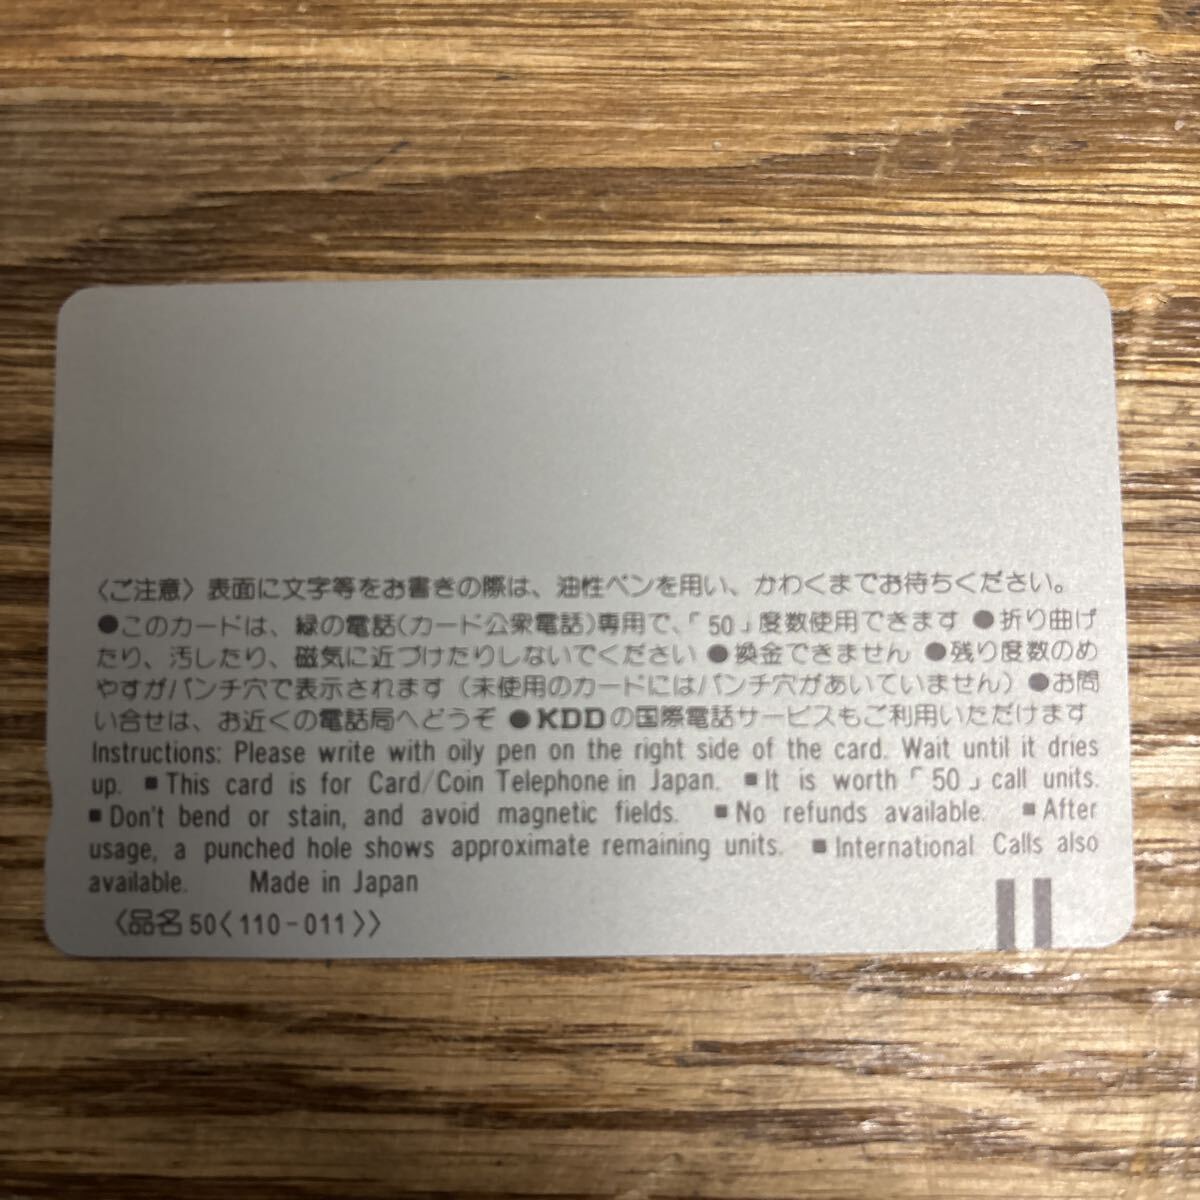 〈ご注意〉表面に文字等をお書きの際は、油性ペンを用い、かわくまでお待ちください。
●このカードは、緑の電話(カード公衆電話)専用で、「50」度数使用できます ●折り曲げ
たり、汚したり、磁気に近づけたりしないでください ●換金できません ●残り度数のめ
やすがパンチ穴で表示されます(未使用のカードにはパンチ穴があいていません) ●お問
い合せは、お近くの電話局へどうぞ ●KDDの国際電話サービスもご利用いただけます
Instructions: Please write with oily pen on the right side of the card. Wait until it dries
up. ■This card is for Card/Coin Telephone in Japan. ■It is worth「50」call units.
■Don't bend or stain, and avoid magnetic fields. ■No refunds available. ■After
usage, a punched hole shows approximate remaining units. ■International Calls also
available. Made in Japan
〈品名50〈110-011〉〉